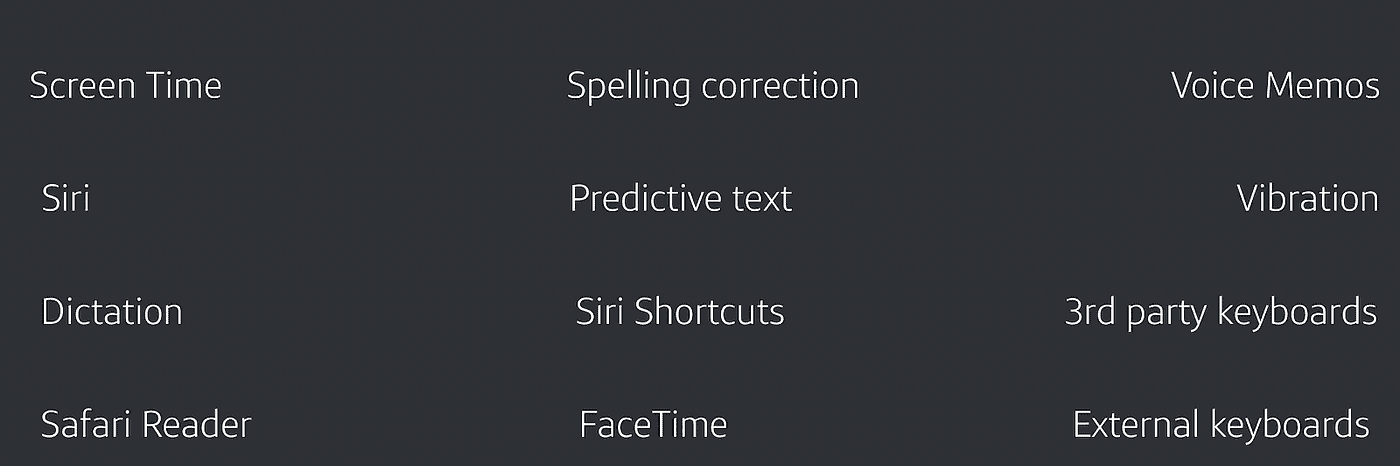 Screen Time
Spelling correction
Voice Memos
Siri
Predictive text
Vibration
Dictation
Siri Shortcuts
3rd party keyboards
Safari Reader
FaceTime
External keyboards